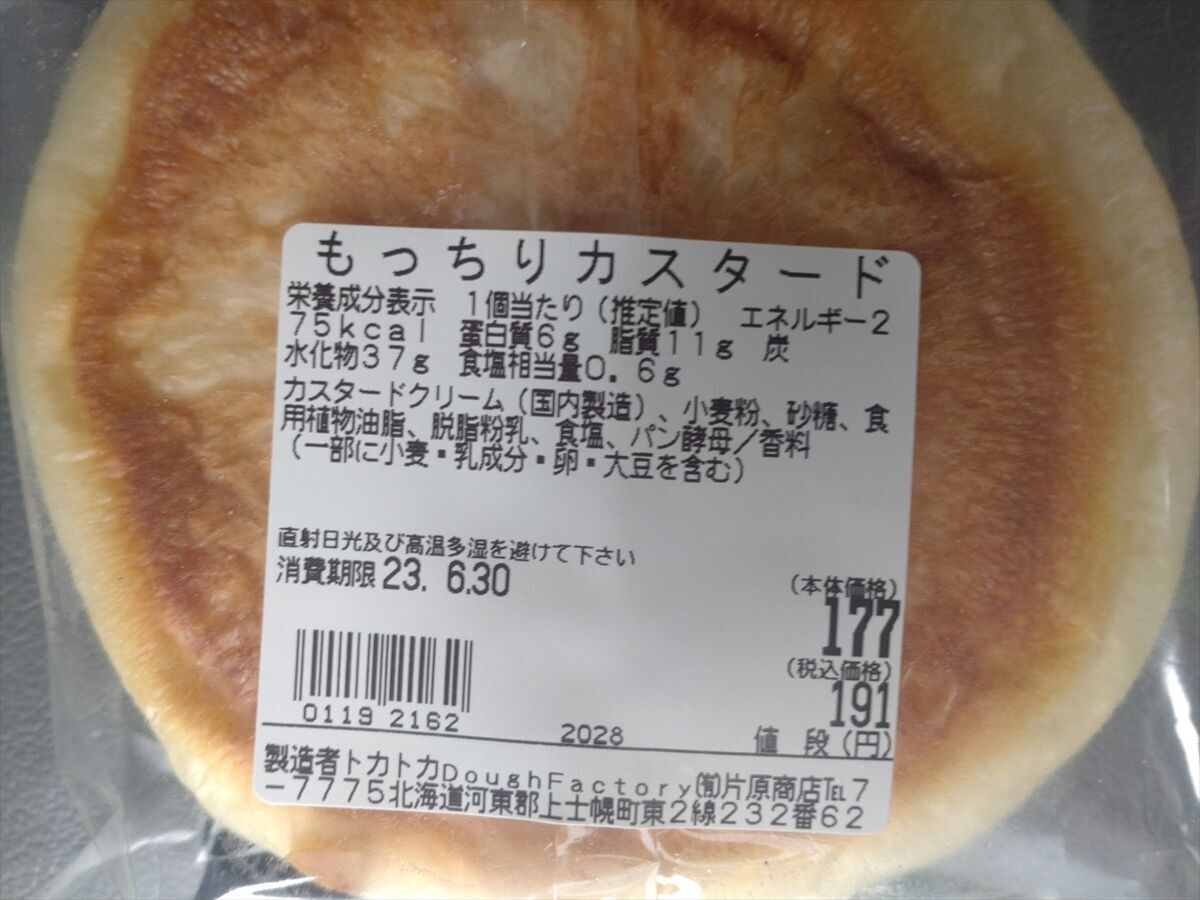 もっちりカスタード
栄養成分表示 1個当たり(推定値) エネルギー2
75kcal 蛋白質6g 脂質11g 炭
水化物37g 食塩相当量0.6g
カスタードクリーム(国内製造)、小麦粉、砂糖、食
用植物油脂、脱脂粉乳、食塩、パン酵母/香料
(一部に小麦・乳成分・卵・大豆を含む)
直射日光及び高温多湿を避けて下さい
消費期限 23. 6.30
(本体価格)
177
(税込価格)
191
0119 2162
2028
値 段(円)
製造者トカトカDoughFactory㈲片原商店℡7
-7775北海道河東郡上士幌町東2線232番62